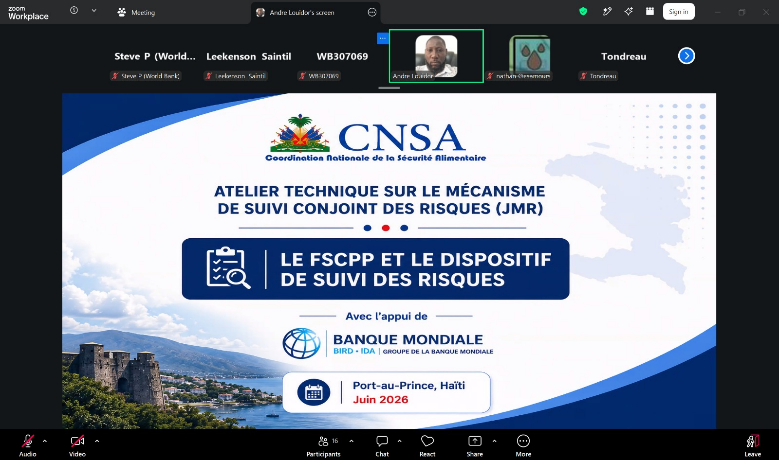 zoom
Workplace
Meeting
Andre Louidor's screen
Sign in
Steve P (World...
Leekenson Saintil
WB307069
Tondreau
Steve P (World Bank)
Leekenson Saintil
WB307069
Andre Louidor
nathan @essamours
Tondreau
CNSA
Coordination Nationale de la Sécurité Alimentaire
ATELIER TECHNIQUE SUR LE MÉCANISME
DE SUIVI CONJOINT DES RISQUES (JMR)
LE FSCPP ET LE DISPOSITIF
DE SUIVI DES RISQUES
Avec l'appui de
BANQUE MONDIALE
BIRD • IDA | GROUPE DE LA BANQUE MONDIALE
Port-au-Prince, Haïti
Juin 2026
Audio
Video
16
Participants
Chat
React
Share
More
Leave